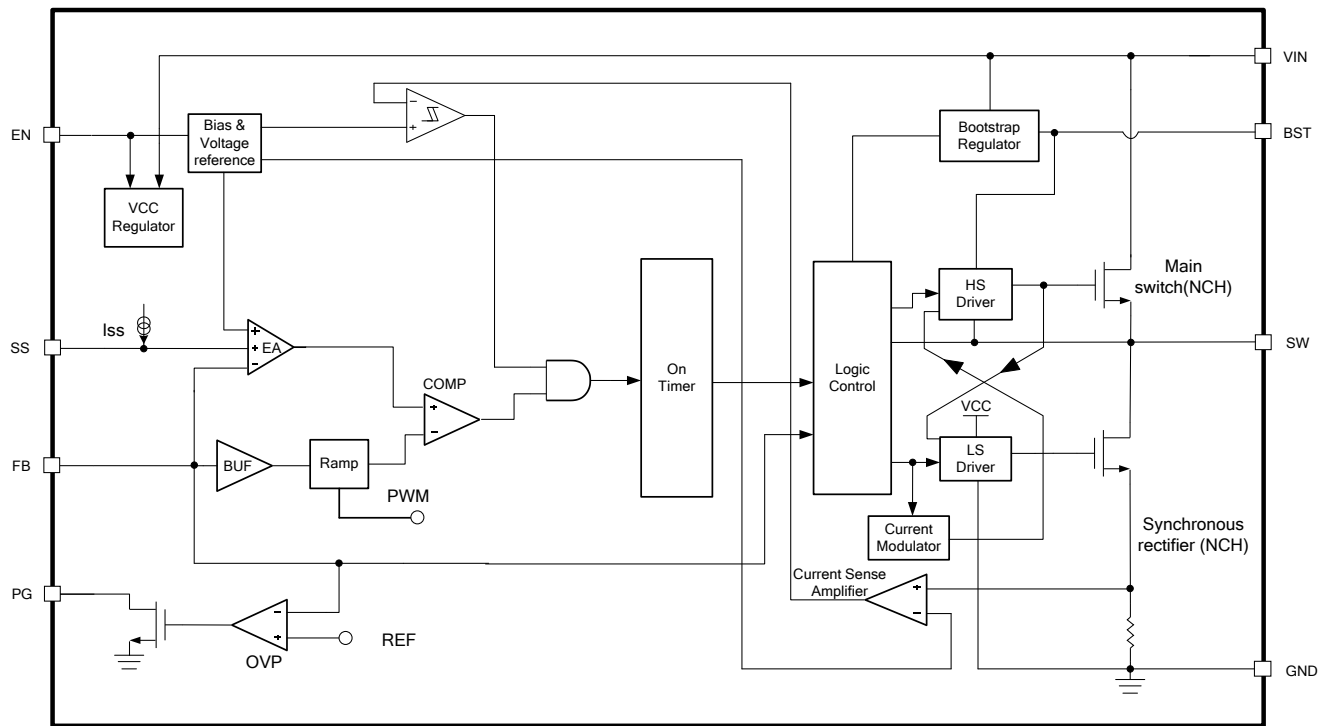 VIN
EN
Bias &
Voltage
reference
-
+
Bootstrap
Regulator
BST
VCC
Regulator
Iss
SS
+
+
-
EA
COMP
+
-
On
Timer
Logic
Control
HS
Driver
Main
switch(NCH)
SW
VCC
LS
Driver
FB
BUF
Ramp
PWM
Current
Modulator
Synchronous
rectifier (NCH)
PG
Current Sense
Amplifier
+
-
-
+
OVP
REF
GND